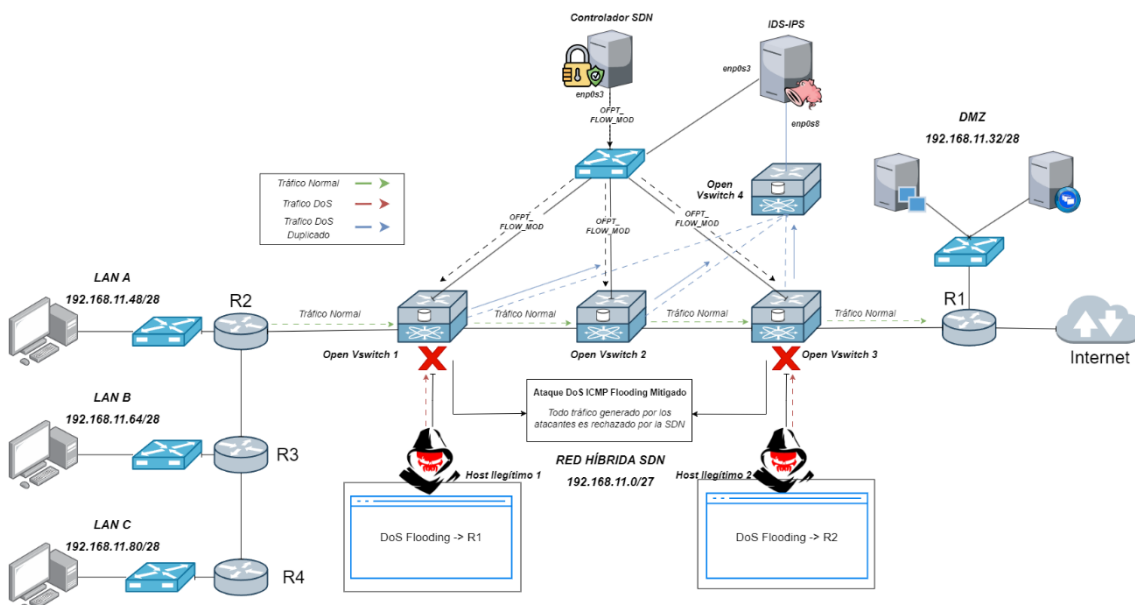 Controlador SDN
IDS-IPS
enp0s3
enp0s3
OFPT_
FLOW_MOD
enp0s8
DMZ
192.168.11.32/28
Tráfico Normal
Trafico DoS
Trafico DoS
Duplicado
Open
Vswitch 4
OFPT_
FLOW_MOD
OFPT_
FLOW_MOD
OFPT_
FLOW_MOD
LAN A
192.168.11.48/28
R2
Tráfico Normal
Tráfico Normal
Tráfico Normal
Tráfico Normal
R1
Open Vswitch 1
Open Vswitch 2
Open Vswitch 3
Internet
Ataque DoS ICMP Flooding Mitigado
Todo tráfico generado por los
atacantes es rechazado por la SDN
LAN B
192.168.11.64/28
R3
RED HÍBRIDA SDN
192.168.11.0/27
Host Ilegítimo 1
Host Ilegítimo 2
DoS Flooding -> R1
DoS Flooding -> R2
LAN C
192.168.11.80/28
R4